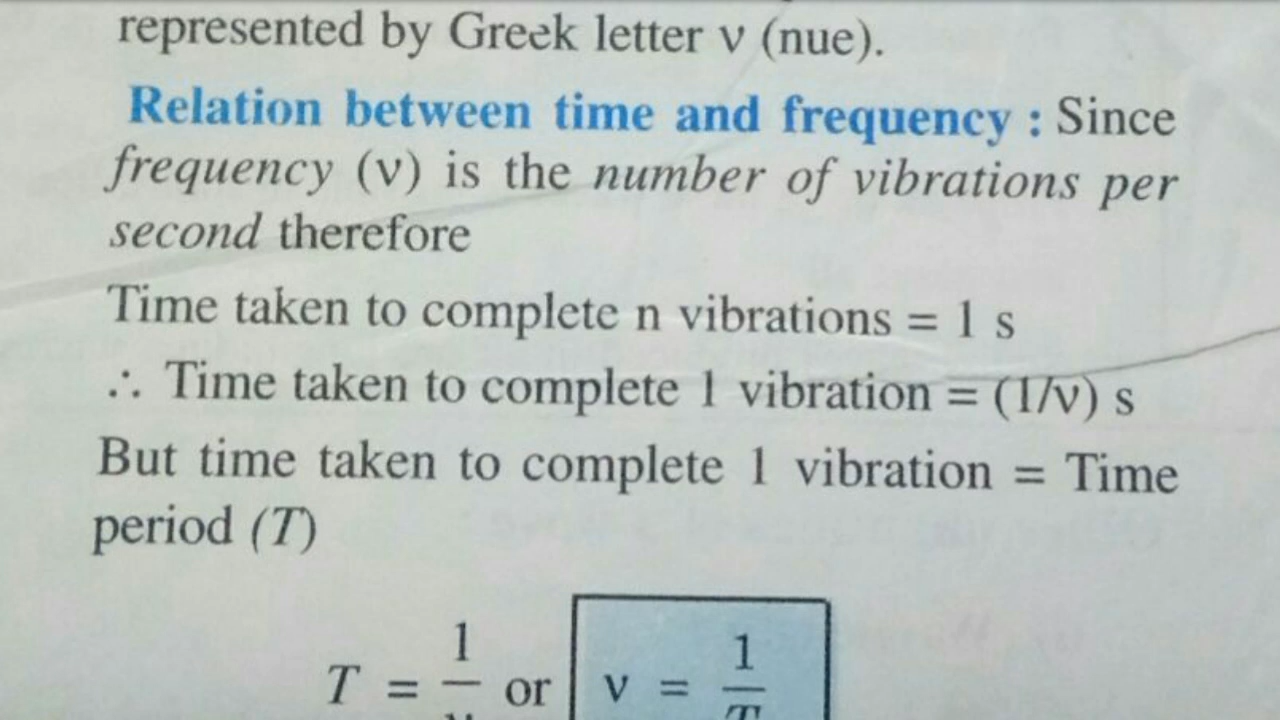 represented by Greek letter ν (nue).
Relation between time and frequency : Since
frequency (ν) is the number of vibrations per
second therefore
Time taken to complete n vibrations = 1 s
∴ Time taken to complete 1 vibration = (1/ν) s
But time taken to complete 1 vibration = Time
period (T)
T = 1/ν or ν = 1/T